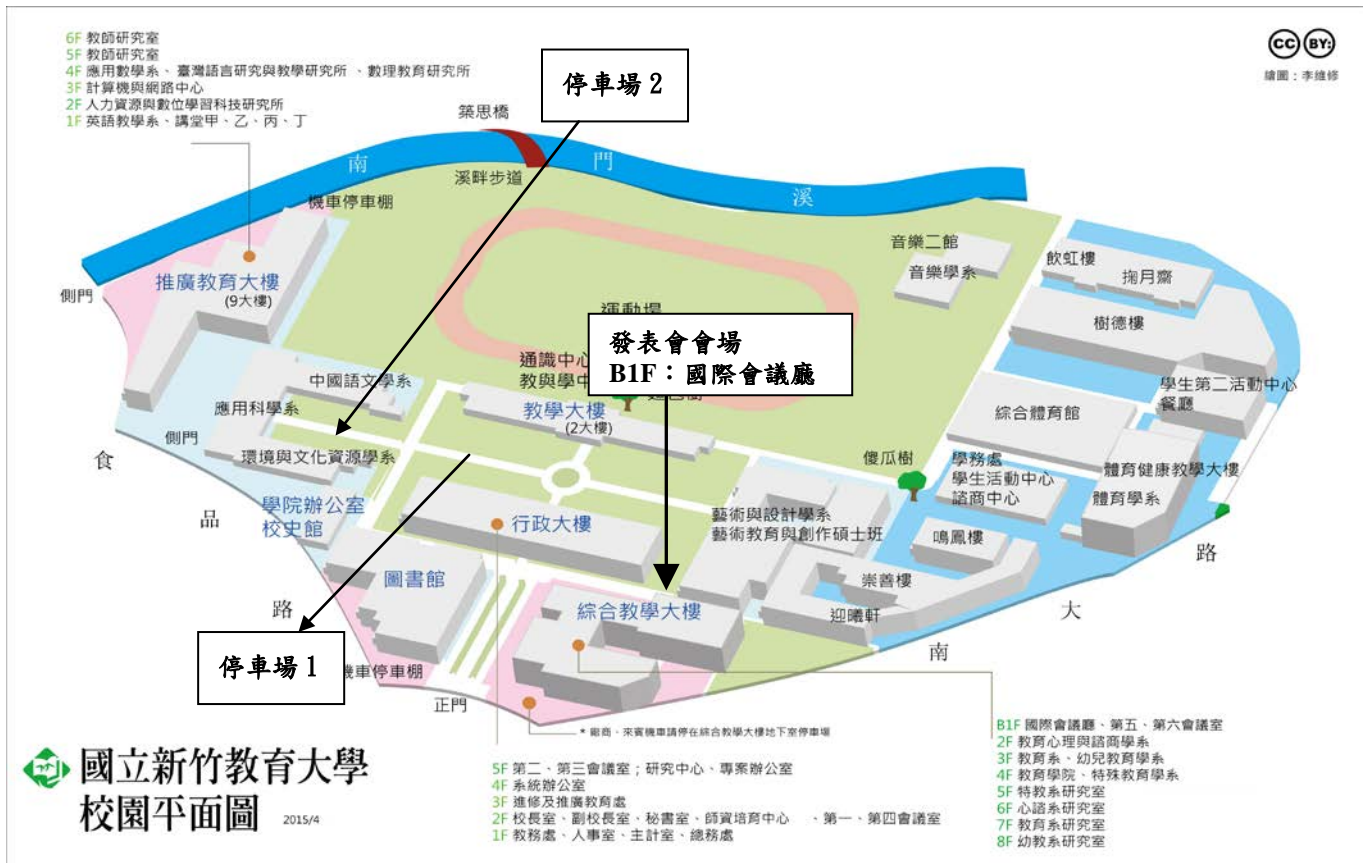 6F 教師研究室
5F 教師研究室
4F 應用數學系、臺灣語言研究與教學研究所 、數理教育研究所
3F 計算機與網路中心
2F 人力資源與數位學習科技研究所
1F 英語教學系、講堂甲、乙、丙、丁
CC BY:
繪圖：李維修
停車場 2
築思橋
南
門
溪
溪畔步道
機車停車棚
音樂二館
音樂學系
飲虹樓
掬月齋
推廣教育大樓
(9大樓)
側門
樹德樓
運動場
發表會會場
B1F：國際會議廳
通識中心
教與學中
中國語文學系
教學大樓
(2大樓)
學生第二活動中心
餐廳
綜合體育館
應用科學系
側門
環境與文化資源學系
食
傻瓜樹
學務處
學生活動中心
諮商中心
體育健康教學大樓
體育學系
學院辦公室
校史館
品
行政大樓
藝術與設計學系
藝術教育與創作碩士班
鳴鳳樓
路
圖書館
崇善樓
路
綜合教學大樓
迎曦軒
大
南
停車場 1
機車停車棚
正門
* 廠商、來賓機車請停在綜合教學大樓地下室停車場
國立新竹教育大學
校園平面圖 2015/4
5F 第二、第三會議室；研究中心、專案辦公室
4F 系統辦公室
3F 進修及推廣教育處
2F 校長室、副校長室、秘書室、師資培育中心 、第一、第四會議室
1F 教務處、人事室、主計室、總務處
B1F 國際會議廳、第五、第六會議室
2F 教育心理與諮商學系
3F 教育系、幼兒教育學系
4F 教育學院、特殊教育學系
5F 特教系研究室
6F 心諮系研究室
7F 教育系研究室
8F 幼教系研究室